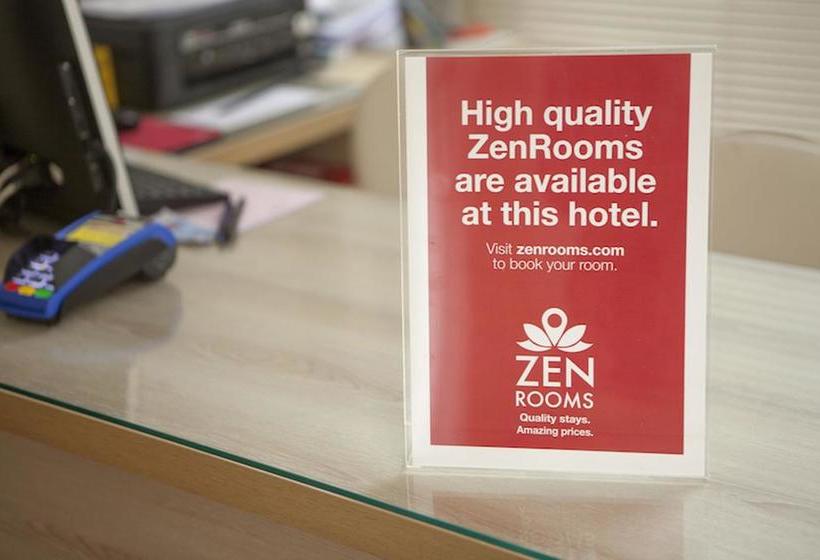 High quality
ZenRooms
are available
at this hotel.
Visit zenrooms.com
to book your room.
ZEN
ROOMS
Quality stays.
Amazing prices.